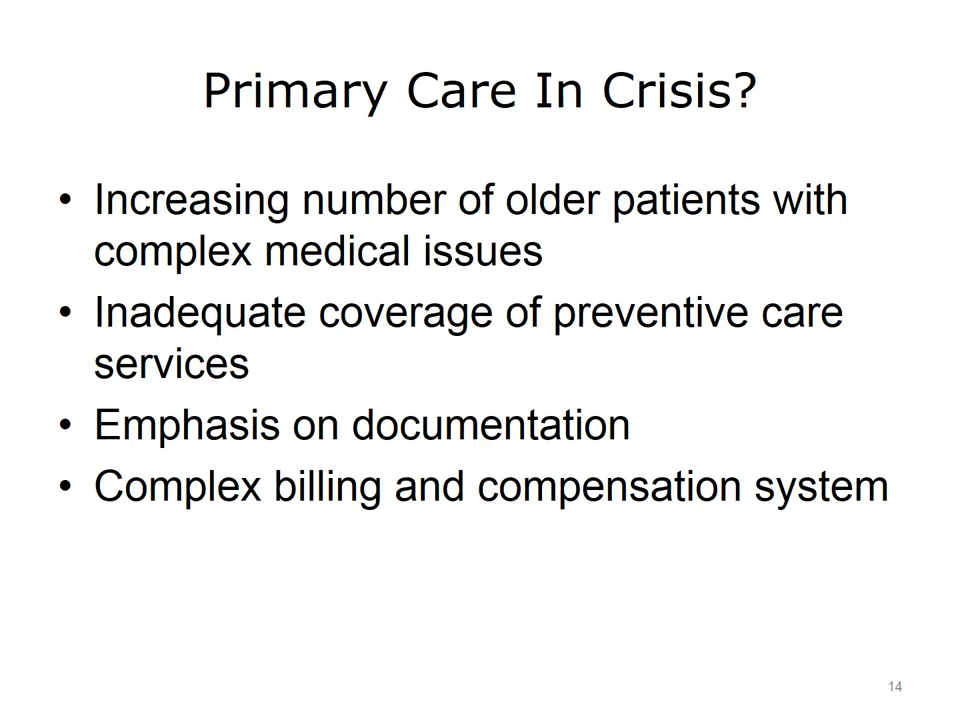 Primary Care In Crisis?
• Increasing number of older patients with
complex medical issues
• Inadequate coverage of preventive care
services
• Emphasis on documentation
• Complex billing and compensation system
14